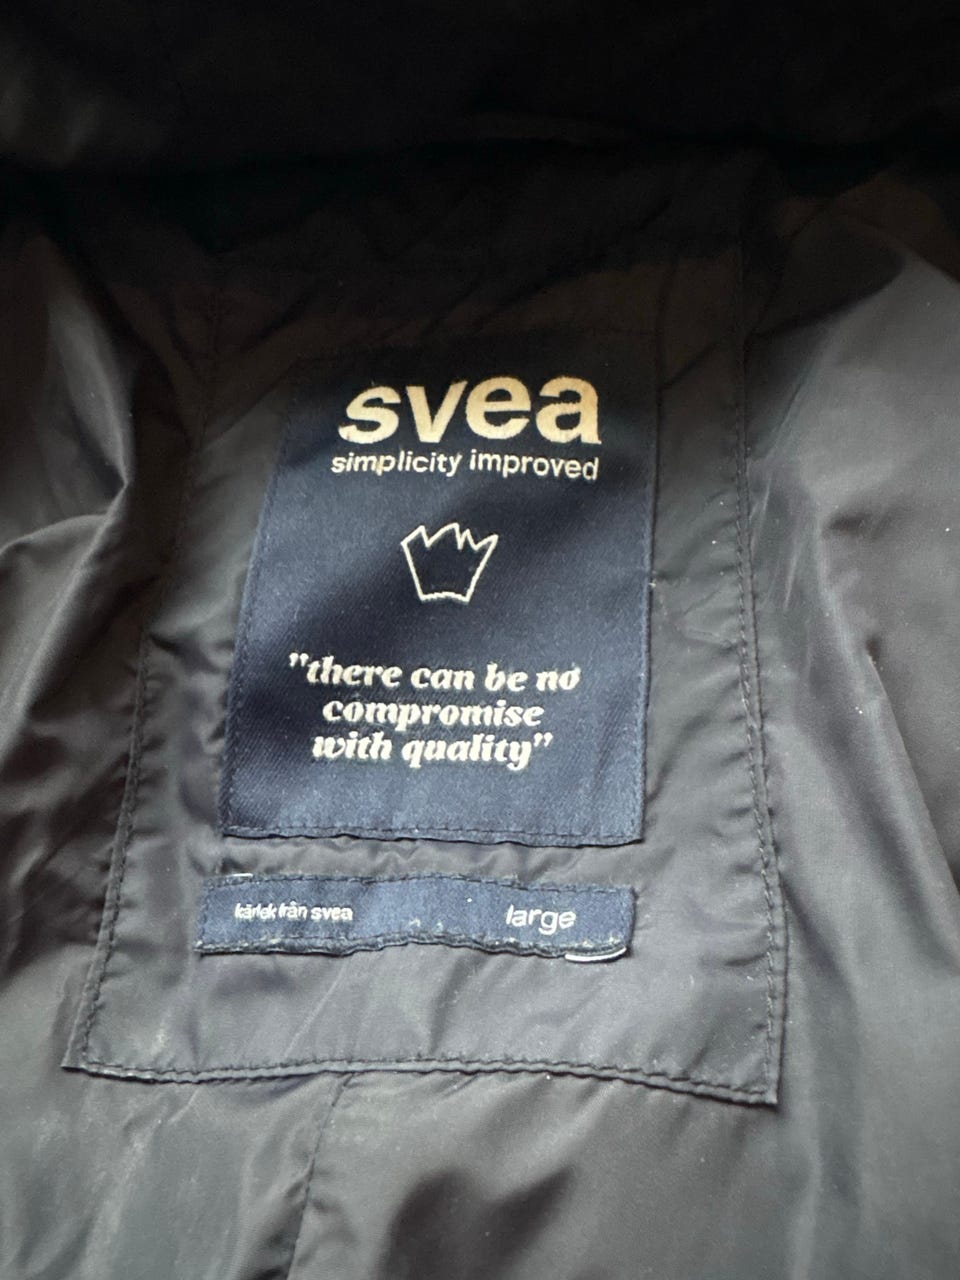 svea
simplicity improved
"there can be no
compromise
with quality"
kärlek från svea
large